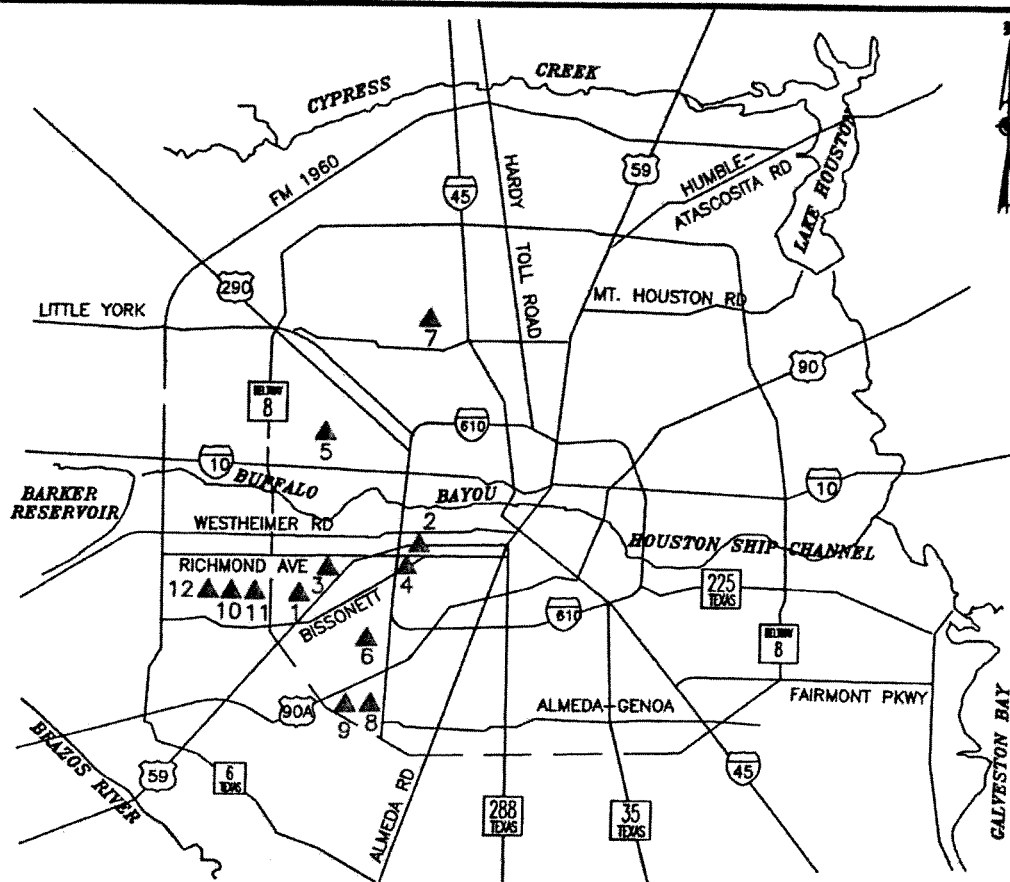 CREEK
CYPRESS
FM 1960
HARDY
TOLL ROAD
45
59
HUMBLE-
ATASCOSITA RD
LAKE HOUSTON
290
LITTLE YORK
MT. HOUSTON RD
7
90
BELTWAY
8
610
5
10
BUFFALO
BAYOU
10
BARKER
RESERVOIR
WESTHEIMER RD
2
HOUSTON SHIP CHANNEL
RICHMOND AVE
3
4
12
10
11
1
BISSONETT
225
TEXAS
610
6
BELTWAY
8
90A
9
8
ALMEDA-GENOA
FAIRMONT PKWY
BRAZOS RIVER
59
6
TEXAS
ALMEDA RD
288
TEXAS
35
TEXAS
45
GALVESTON BAY